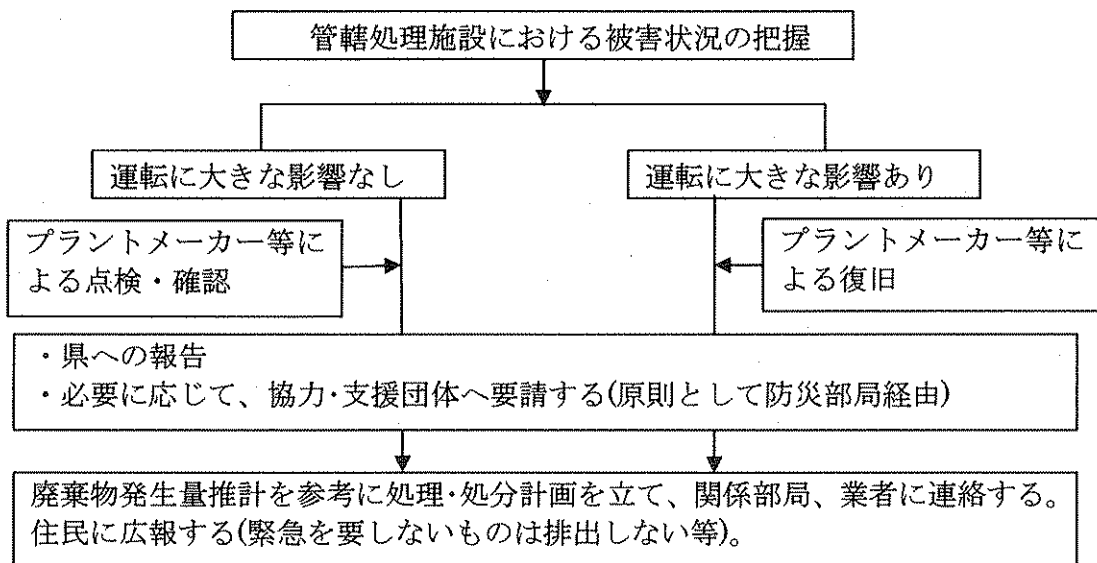 管轄処理施設における被害状況の把握
運転に大きな影響なし
運転に大きな影響あり
プラントメーカー等に
よる点検・確認
プラントメーカー等に
よる復旧
・県への報告
・必要に応じて、協力・支援団体へ要請する(原則として防災部局経由)
廃棄物発生量推計を参考に処理・処分計画を立て、関係部局、業者に連絡する。
住民に広報する(緊急を要しないものは排出しない等)。